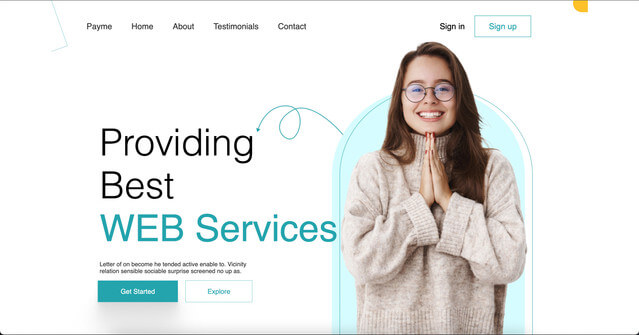 Payme Home About Testimonials Contact Sign in Sign up
Providing
Best
WEB Services
Letter of on become he tended active enable to. Vicinity
relation sensible sociable surprise screened no up as.
Get Started Explore